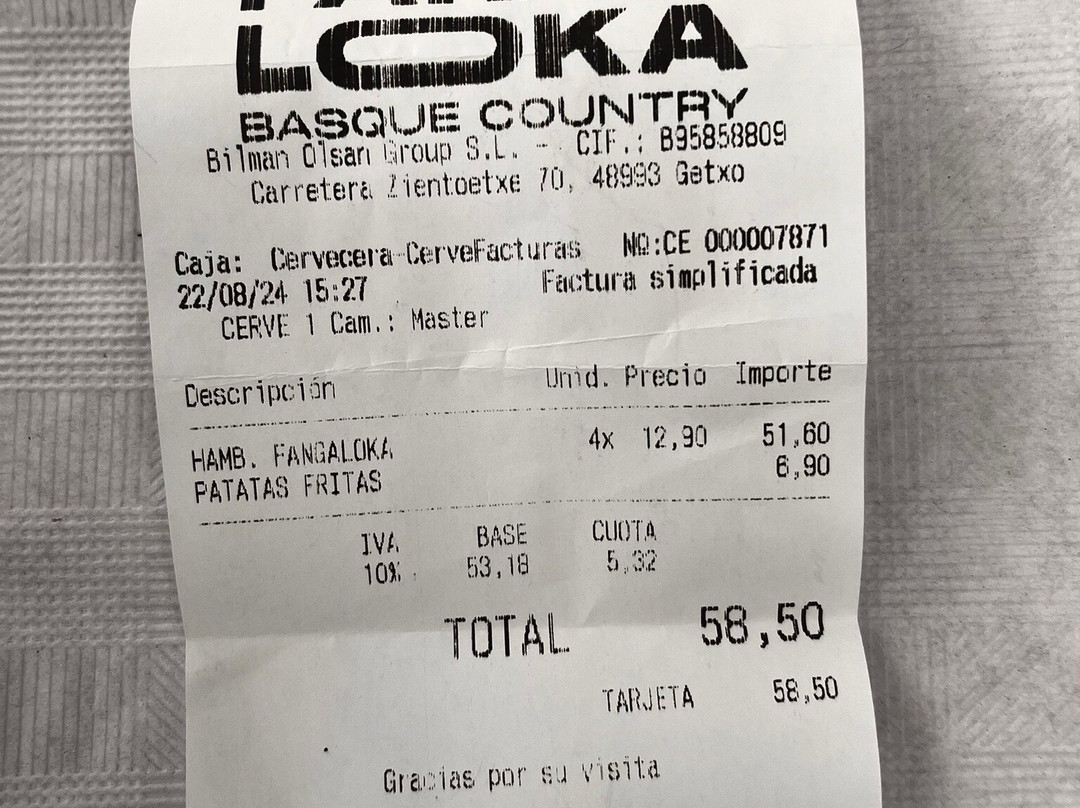 LOKA
BASQUE COUNTRY
Bilman Olsan Group S.L. - CIF.: B95858809
Carretera Zientoetxe 70, 48993 Getxo
Caja: Cervecera-CerveFacturas Nº:CE 000007871
22/08/24 15:27 Factura simplificada
CERVE 1 Cam.: Master
Descripción Unid. Precio Importe
HAMB. FANGALOKA 4x 12,90 51,60
PATATAS FRITAS 6,90
IVA BASE CUOTA
10% 53,18 5,32
TOTAL 58,50
TARJETA 58,50
Gracias por su visita